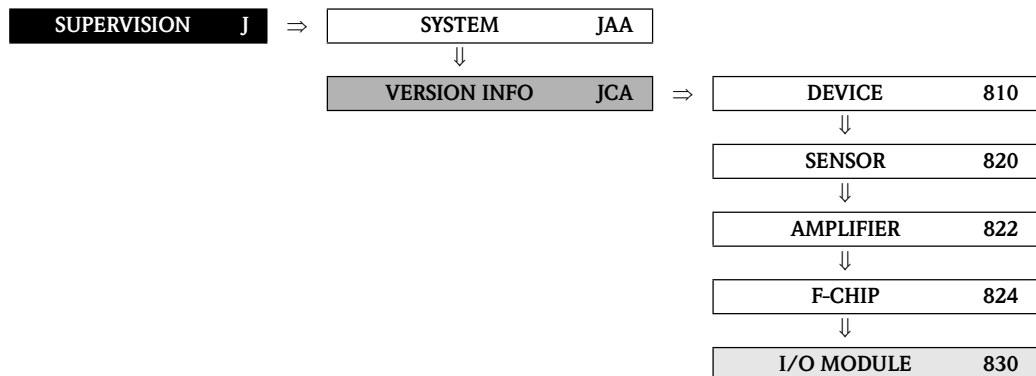 SUPERVISION J ⇒ SYSTEM JAA
⇓
VERSION INFO JCA ⇒ DEVICE 810
⇓
SENSOR 820
⇓
AMPLIFIER 822
⇓
F-CHIP 824
⇓
I/O MODULE 830